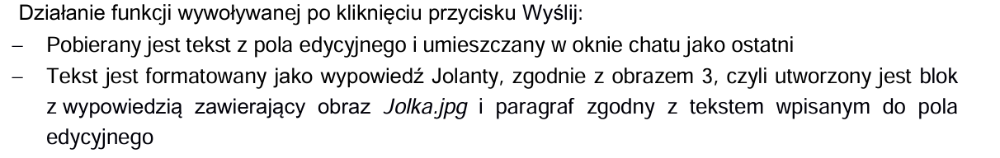 Działanie funkcji wywoływanej po kliknięciu przycisku Wyślij:
– Pobierany jest tekst z pola edycyjnego i umieszczany w oknie chatu jako ostatni
– Tekst jest formatowany jako wypowiedź Jolanty, zgodnie z obrazem 3, czyli utworzony jest blok
z wypowiedzią zawierający obraz Jolka.jpg i paragraf zgodny z tekstem wpisanym do pola
edycyjnego